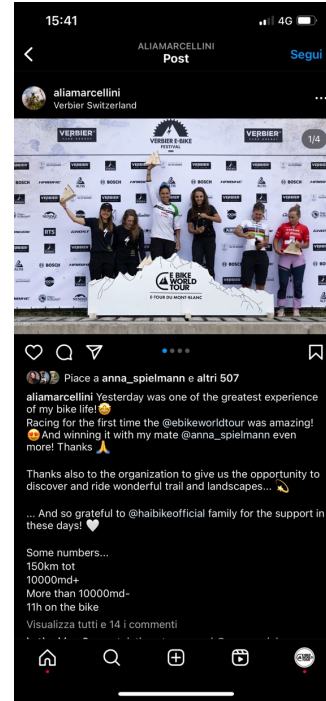 15:41
4G
ALIAMARCELLINI
Post
Segui
aliamarcellini
Verbier Switzerland
1/4
VERBIER
VERBIER E-BIKE
FESTIVAL
VERBIER
BOSCH
BOSCH
RTS
E BIKE
WORLD
TOUR
E-TOUR DU MONT-BLANC
Piace a anna_spielmann e altri 507
aliamarcellini Yesterday was one of the greatest experience
of my bike life!🤩
Racing for the first time the @ebikeworldtour was amazing!
😍And winning it with my mate @anna_spielmann even
more! Thanks 🙏
Thanks also to the organization to give us the opportunity to
discover and ride wonderful trail and landscapes... 💫
... And so grateful to @haibikeofficial family for the support in
these days! 🤍
Some numbers...
150km tot
10000md+
More than 10000md-
11h on the bike
Visualizza tutti e 14 i commenti